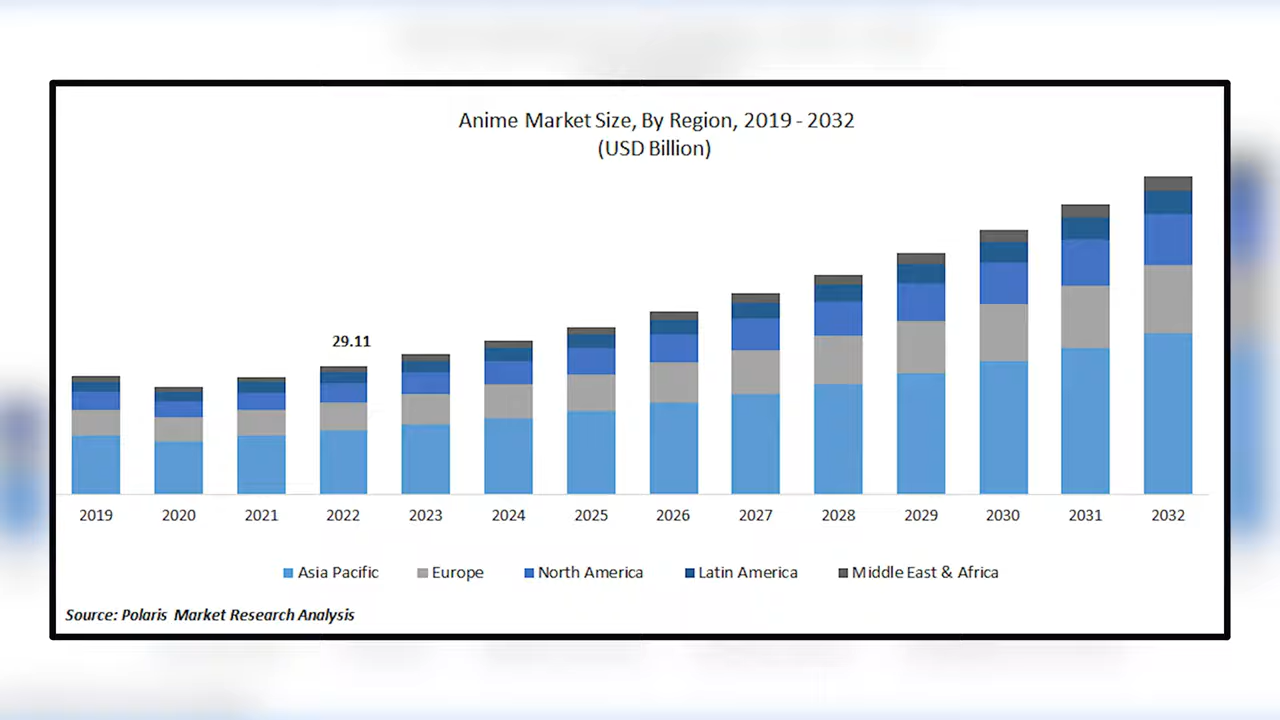 Anime Market Size, By Region, 2019 - 2032
(USD Billion)
29.11
2019 2020 2021 2022 2023 2024 2025 2026 2027 2028 2029 2030 2031 2032
Asia Pacific Europe North America Latin America Middle East & Africa
Source: Polaris Market Research Analysis